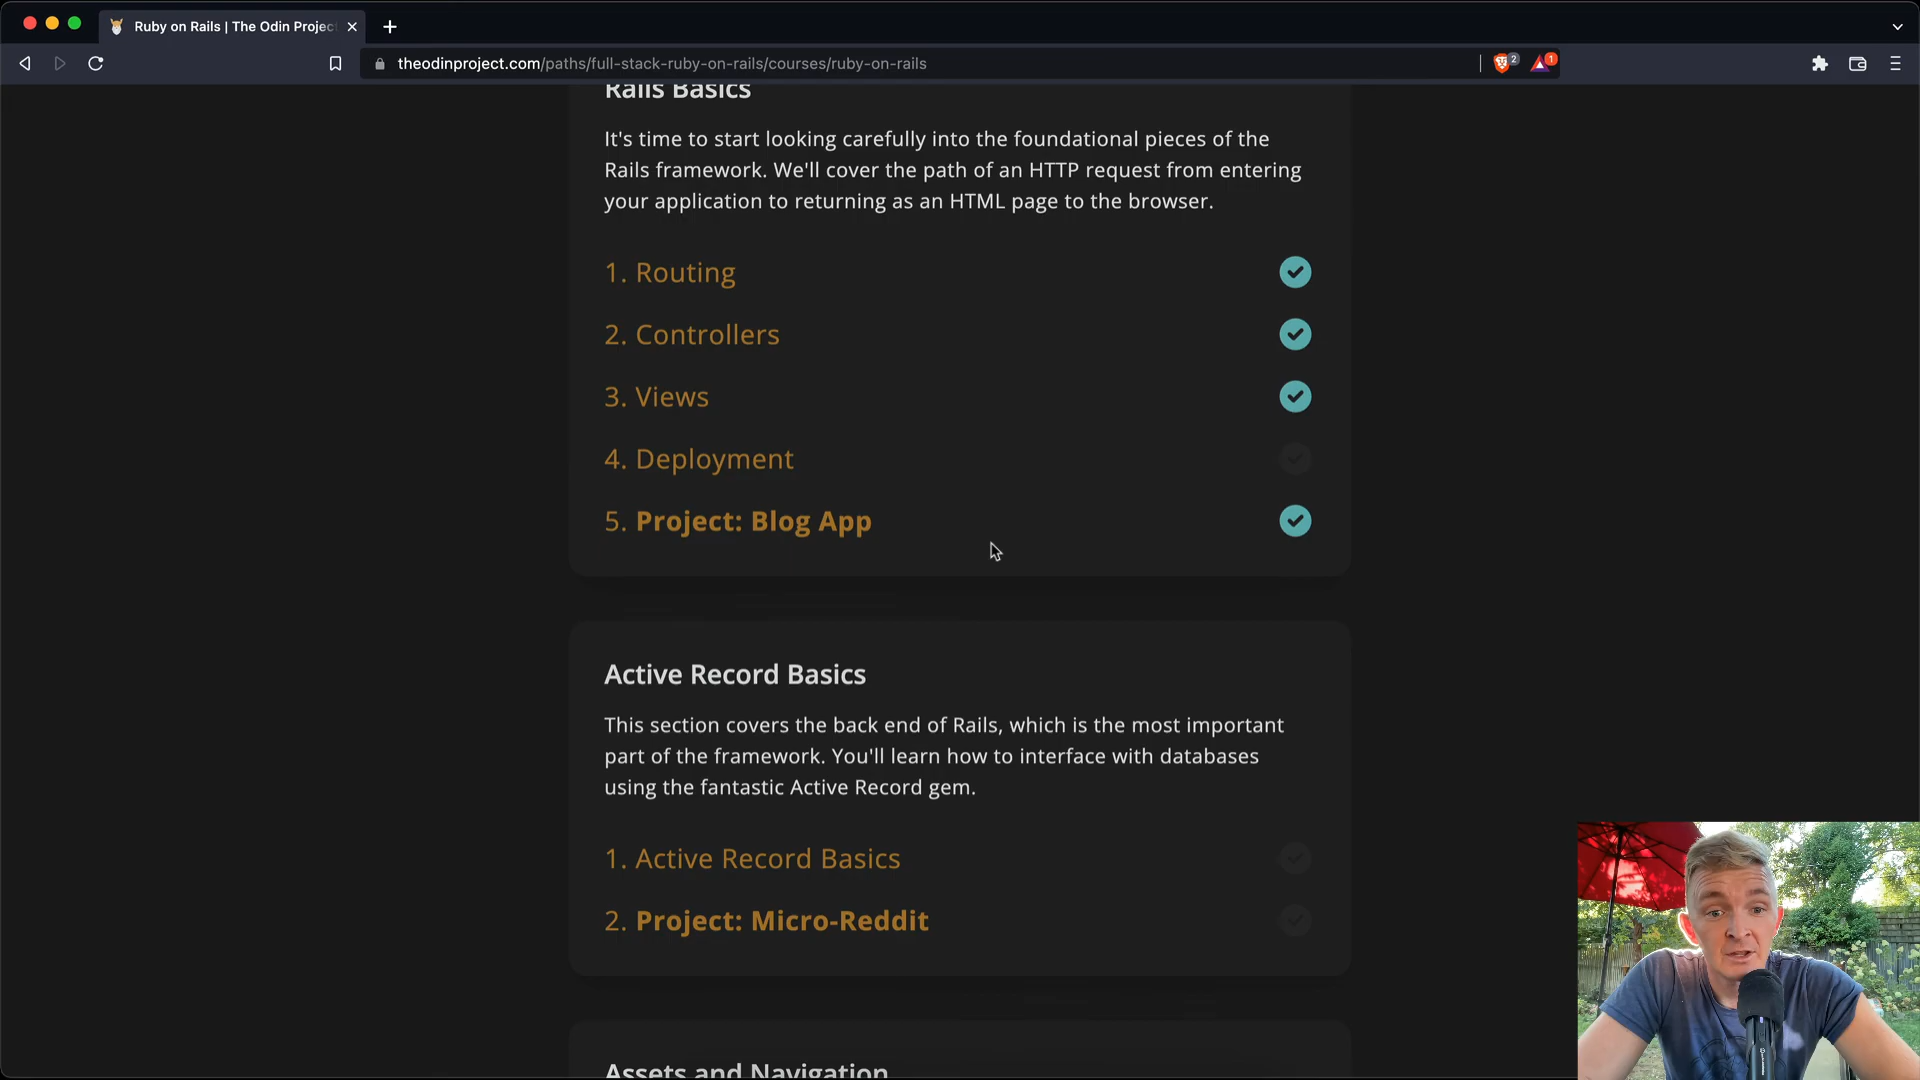 Ruby on Rails | The Odin Projec
theodinproject.com/paths/full-stack-ruby-on-rails/courses/ruby-on-rails
2
1
Rails Basics
It's time to start looking carefully into the foundational pieces of the
Rails framework. We'll cover the path of an HTTP request from entering
your application to returning as an HTML page to the browser.
1. Routing
2. Controllers
3. Views
4. Deployment
5. Project: Blog App
Active Record Basics
This section covers the back end of Rails, which is the most important
part of the framework. You'll learn how to interface with databases
using the fantastic Active Record gem.
1. Active Record Basics
2. Project: Micro-Reddit
Assets and Navigation